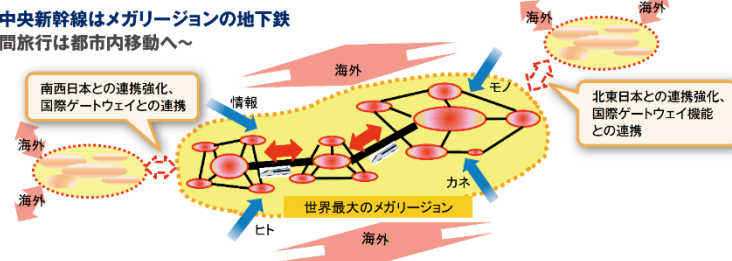 中央新幹線はメガリージョンの地下鉄
間旅行は都市内移動へ～
海外
海外
モノ
南西日本との連携強化、
国際ゲートウェイとの連携
情報
北東日本との連携強化、
国際ゲートウェイ機能
との連携
海外
海外
海外
カネ
世界最大のメガリージョン
ヒト
海外